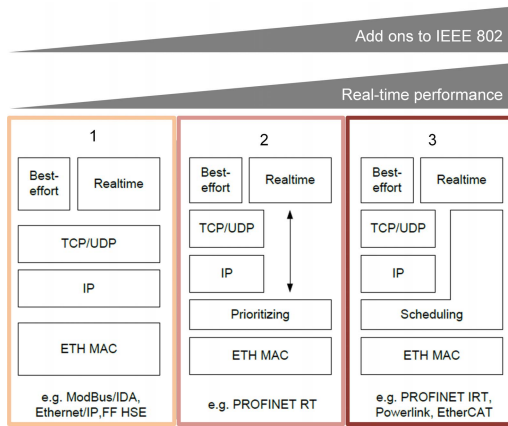 Add ons to IEEE 802
Real-time performance
1
Best-
effort
Realtime
TCP/UDP
IP
ETH MAC
e.g. ModBus/IDA,
Ethernet/IP,FF HSE
2
Best-
effort
Realtime
TCP/UDP
IP
Prioritizing
ETH MAC
e.g. PROFINET RT
3
Best-
effort
Realtime
TCP/UDP
IP
Scheduling
ETH MAC
e.g. PROFINET IRT,
Powerlink, EtherCAT